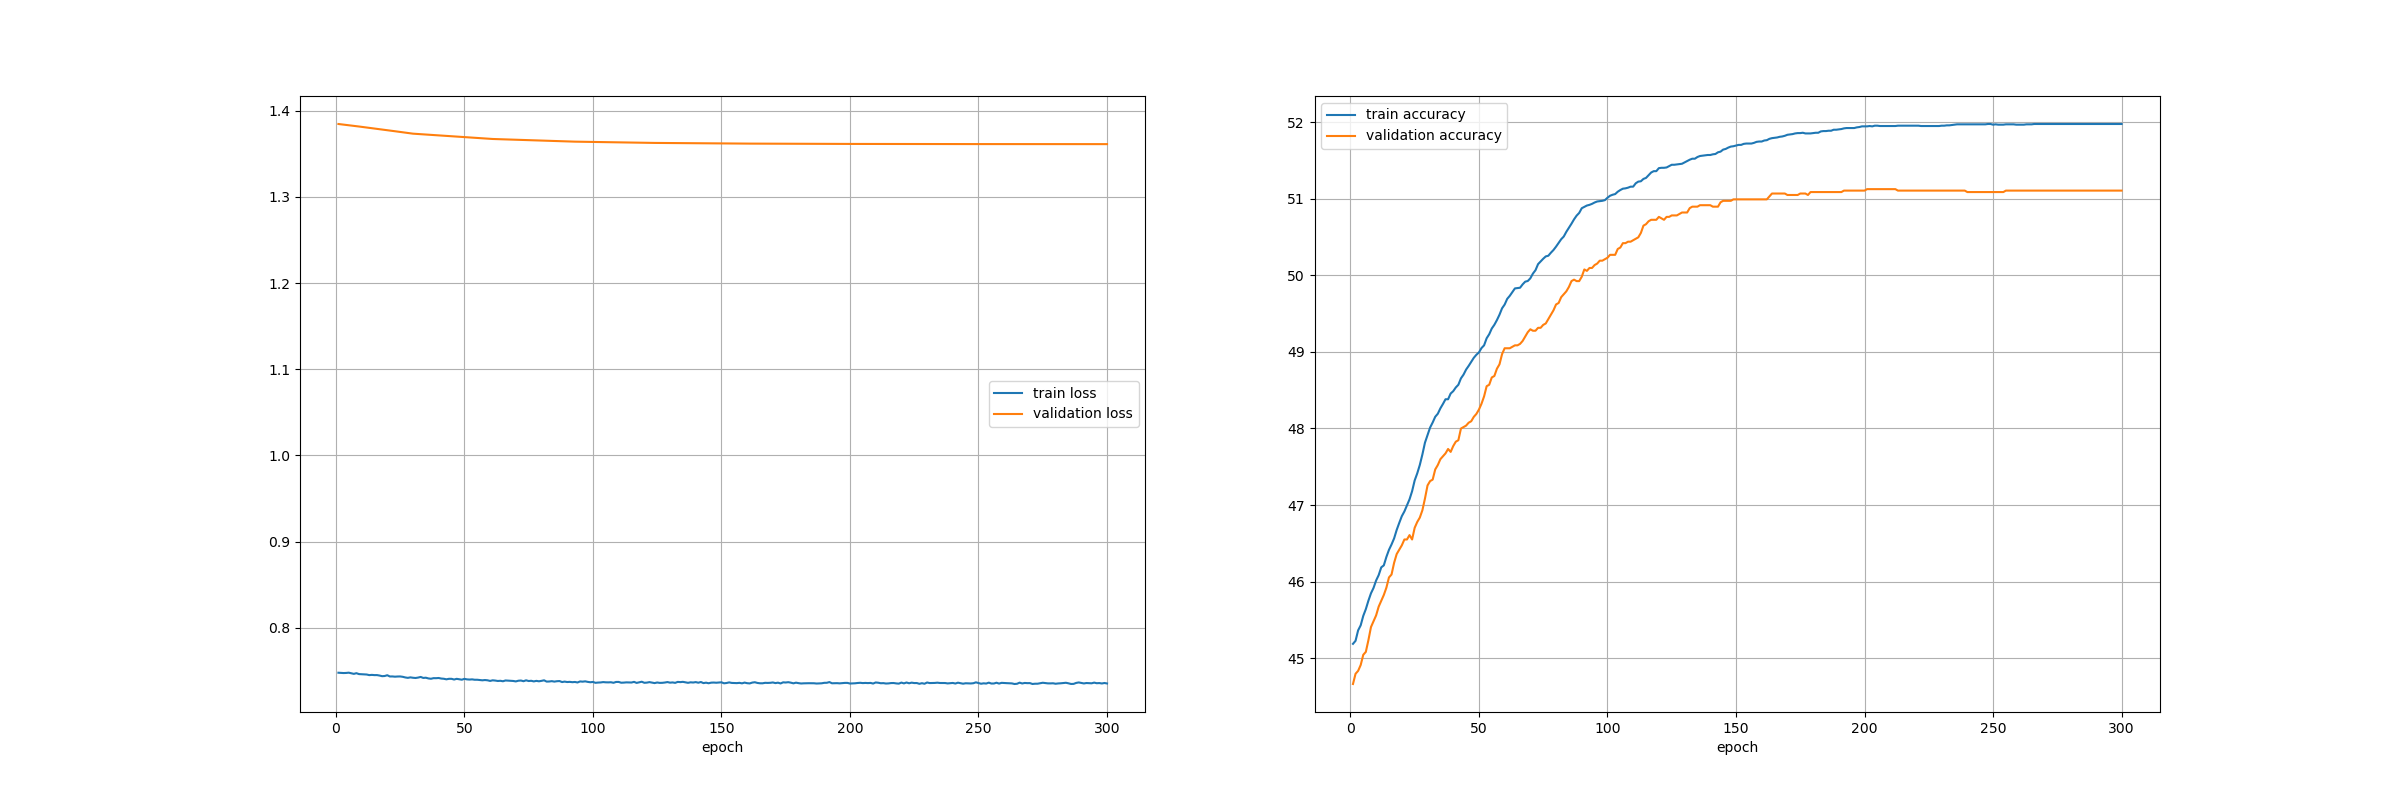 1.4
1.3
1.2
1.1
1.0
0.9
0.8
train loss
validation loss
0 50 100 150 200 250 300
epoch
train accuracy
validation accuracy
52
51
50
49
48
47
46
45
0 50 100 150 200 250 300
epoch